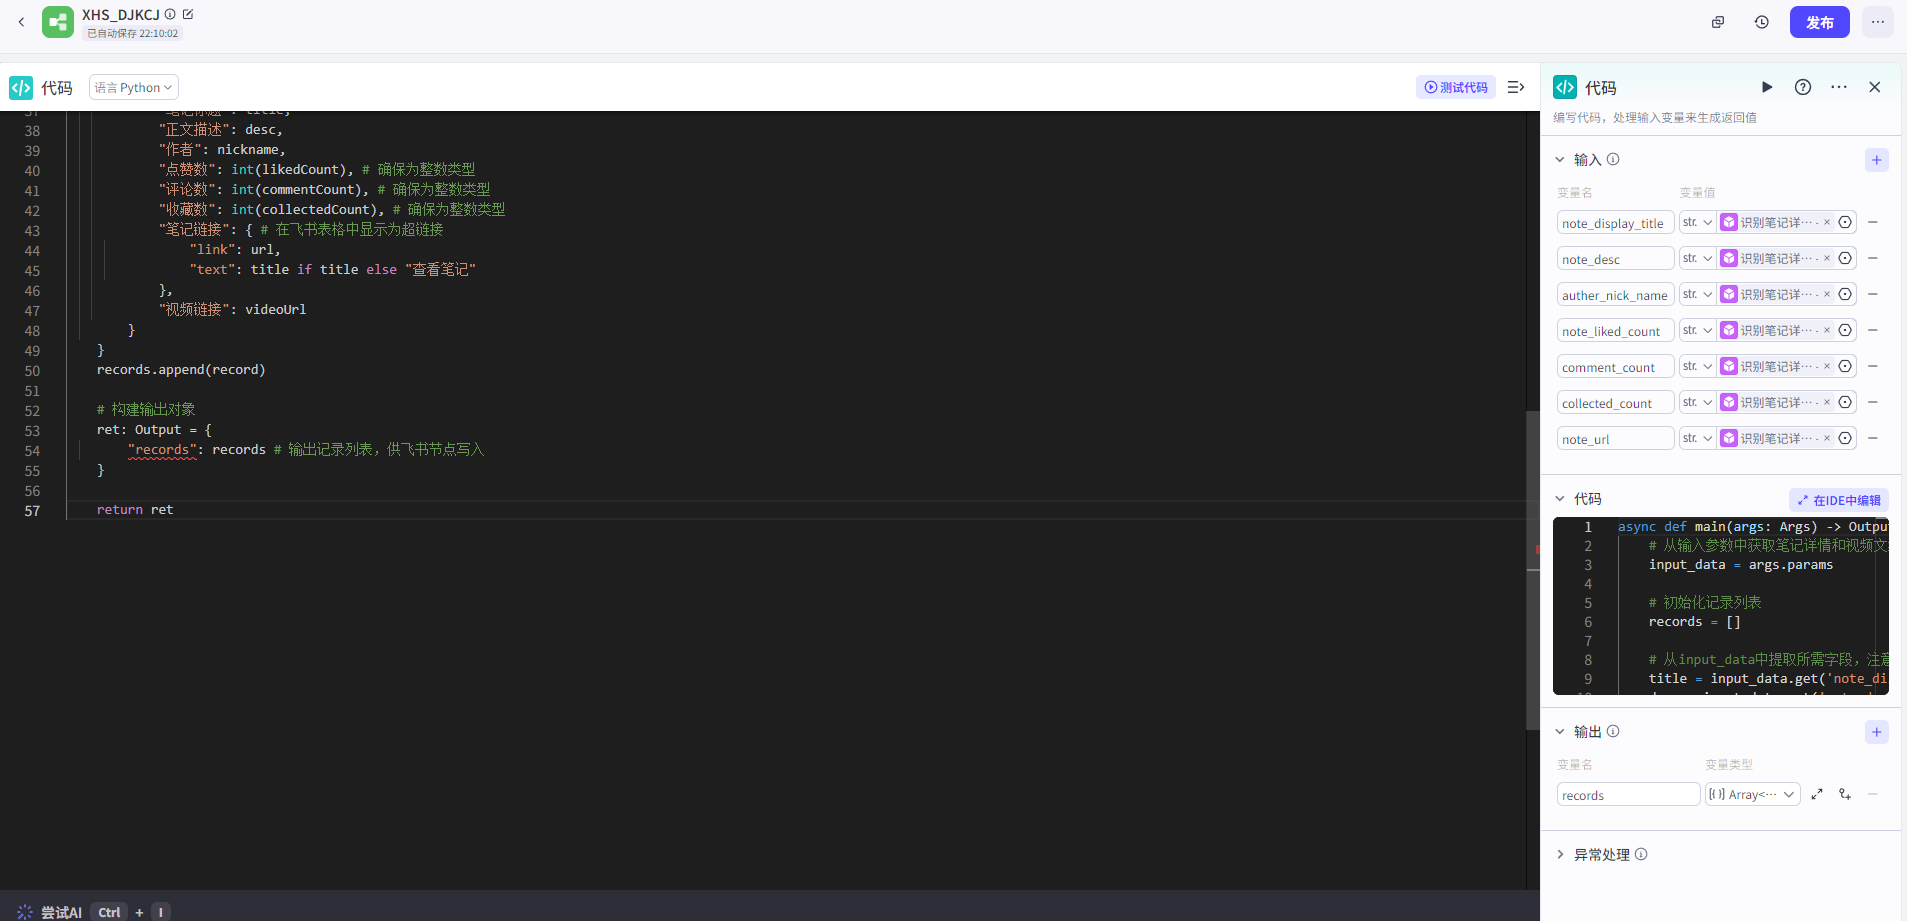 XHS_DJKCJ
已自动保存 22:10:02
发布
代码
语言 Python
测试代码
37 "笔记标题": title,
38 "正文描述": desc,
39 "作者": nickname,
40 "点赞数": int(likedCount), # 确保为整数类型
41 "评论数": int(commentCount), # 确保为整数类型
42 "收藏数": int(collectedCount), # 确保为整数类型
43 "笔记链接": { # 在飞书表格中显示为超链接
44 "link": url,
45 "text": title if title else "查看笔记"
46 },
47 "视频链接": videoUrl
48 }
49 }
50 records.append(record)
51
52 # 构建输出对象
53 ret: Output = {
54 "records": records # 输出记录列表，供飞书节点写入
55 }
56
57 return ret
尝试AI Ctrl + I
代码
编写代码，处理输入变量来生成返回值
输入
变量名 变量值
note_display_title str. 识别笔记详··· -
note_desc str. 识别笔记详··· -
auther_nick_name str. 识别笔记详··· -
note_liked_count str. 识别笔记详··· -
comment_count str. 识别笔记详··· -
collected_count str. 识别笔记详··· -
note_url str. 识别笔记详··· -
代码
在IDE中编辑
1 async def main(args: Args) -> Outpu
2 # 从输入参数中获取笔记详情和视频文
3 input_data = args.params
4
5 # 初始化记录列表
6 records = []
7
8 # 从input_data中提取所需字段，注意
9 title = input_data.get('note_di
输出
变量名 变量类型
records Array<···
异常处理